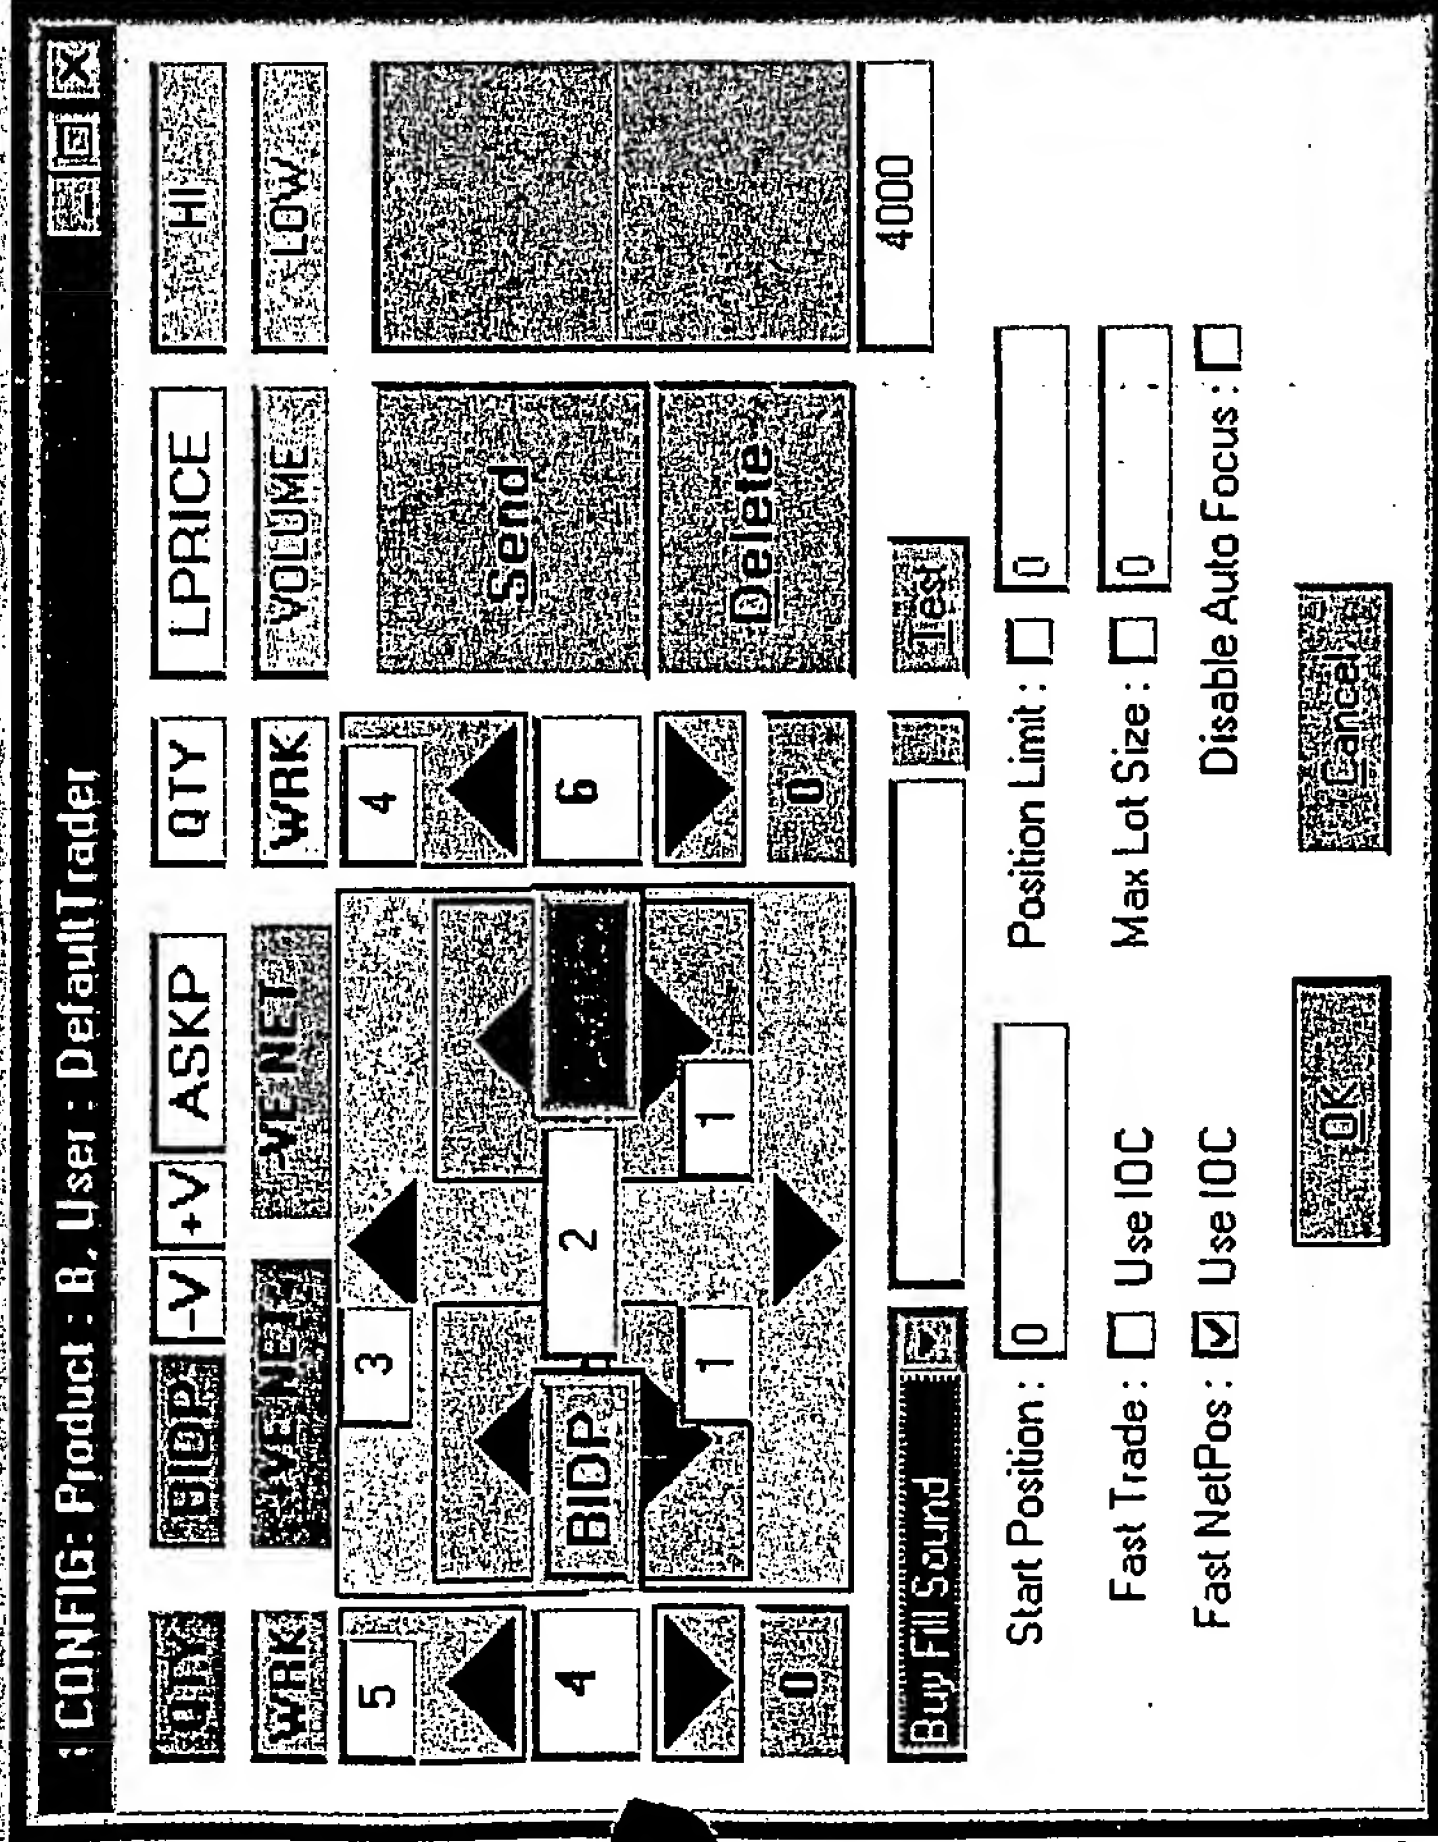 CONFIG: Product : B, User : DefaultTrader
QTY BIDP -V +V ASKP QTY LPRICE HI
WRK +VENET -VENET WRK VOLUME LOW
5 3 4
4 BIDP 2 6 Send
1 1 Delete
0 0 4000
Buy Fill Sound Test
Start Position : 0 Position Limit : 0
Fast Trade : Use IOC Max Lot Size : 0
Fast NetPos : Use IOC Disable Auto Focus :
OK Cancel